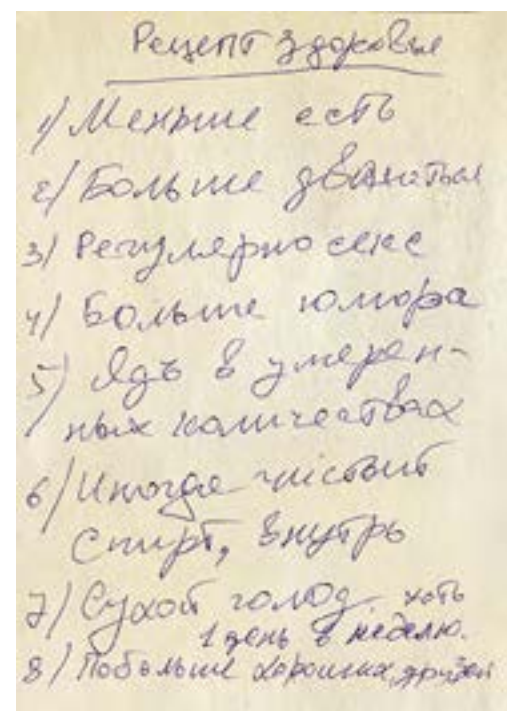 Рецепт здоровья
1/ Меньше есть
2/ Больше двигаться
3/ Регулярно секс
4/ Больше юмора
5/ Ядъ в умерен-
ных количествах
6/ Иногда чистый
спирт, внутрь
7/ Сухой голод, хоть
1 день в неделю.
8/ Побольше хороших друзей